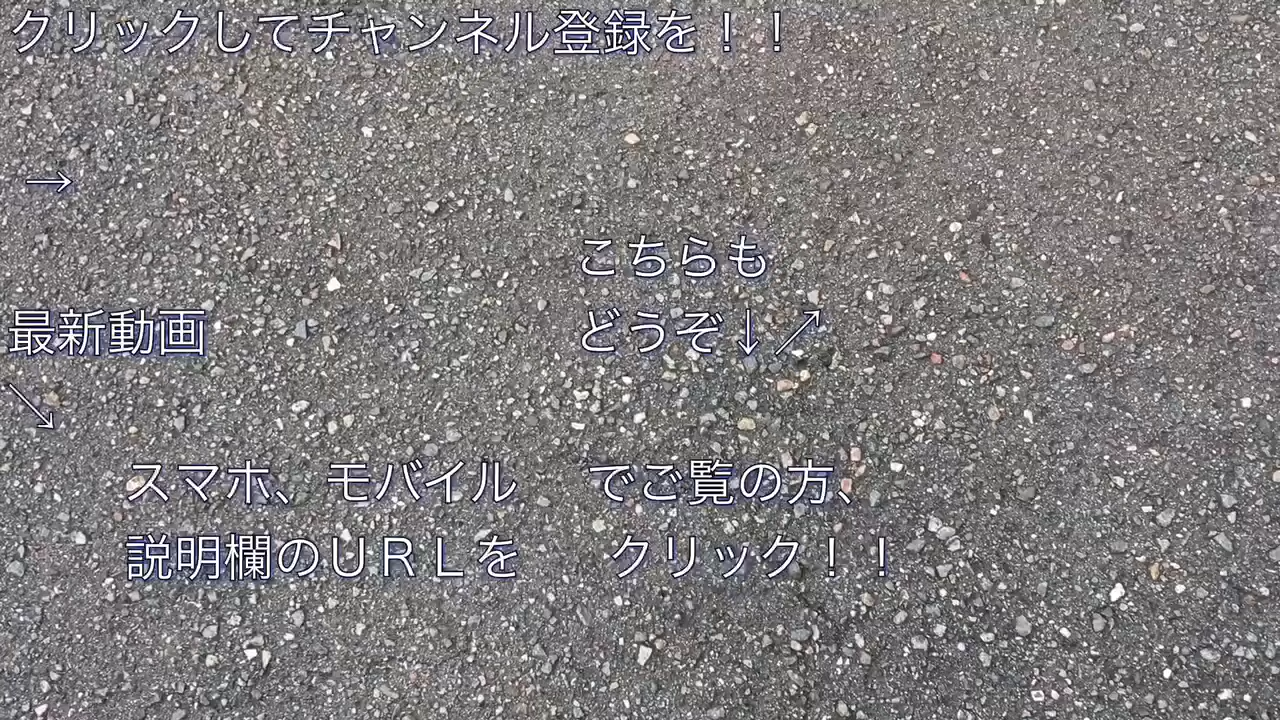 クリックしてチャンネル登録を！！
→
こちらも
どうぞ↓↗
最新動画
↘
スマホ、モバイル　でご覧の方、
説明欄のＵＲＬを　クリック！！